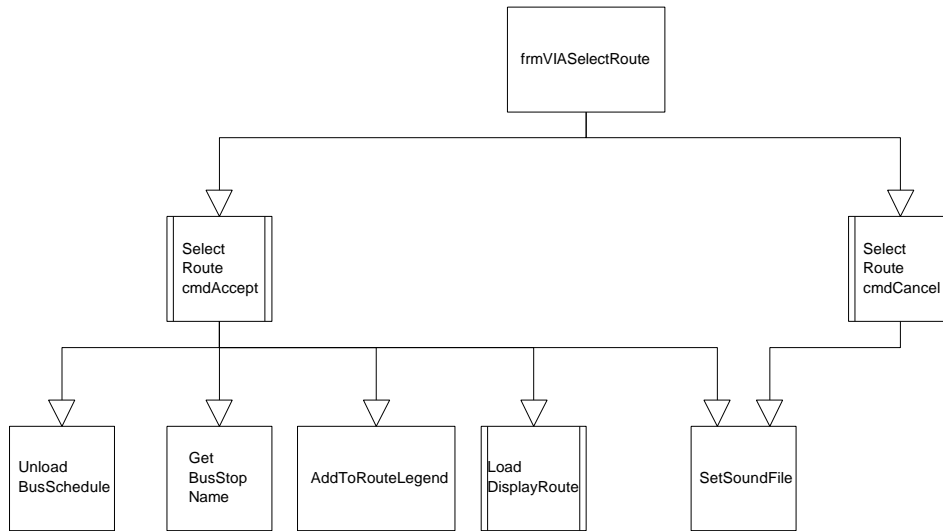 frmVIASelectRoute
Select
Route
cmdAccept
Select
Route
cmdCancel
Unload
BusSchedule
Get
BusStop
Name
AddToRouteLegend
Load
DisplayRoute
SetSoundFile